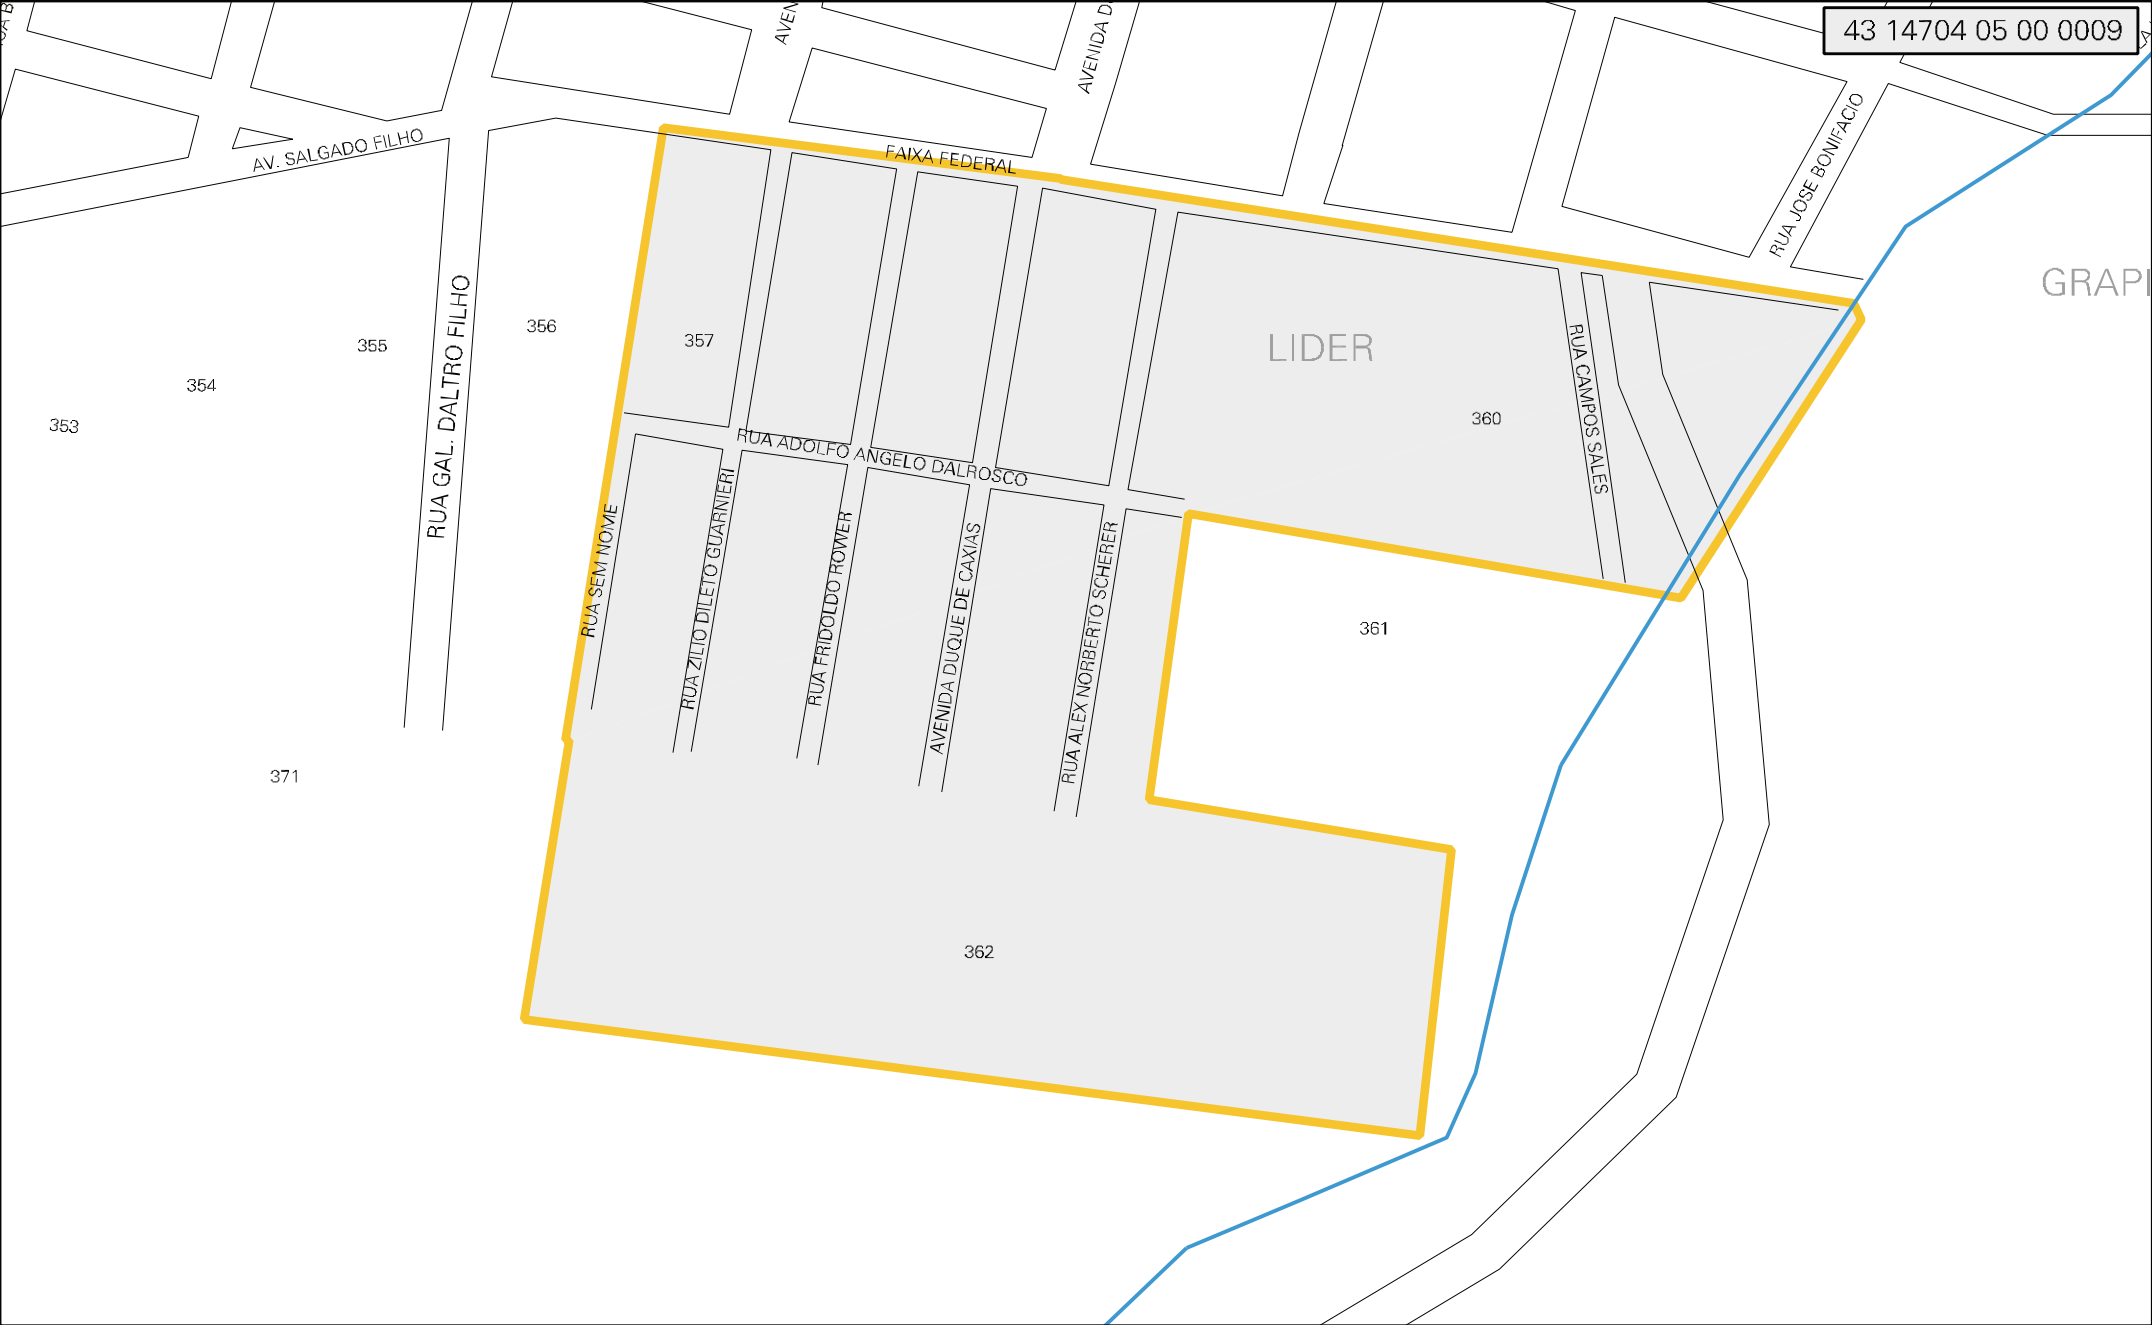 43 14704 05 00 0009
AV. SALGADO FILHO
FAIXA FEDERAL
RUA JOSE BONIFACIO
GRAPI
RUA GAL. DALTRO FILHO
356
357
355
354
353
LIDER
360
RUA CAMPOS SALES
RUA ADOLFO ANGELO DALROSCO
RUA SEM NOME
RUA ZILIO DILETO GUARNIERI
RUA FRIDOLDO ROWER
AVENIDA DUQUE DE CAXIAS
RUA ALEX NORBERTO SCHERER
361
371
362
AVEN
AVENIDA D